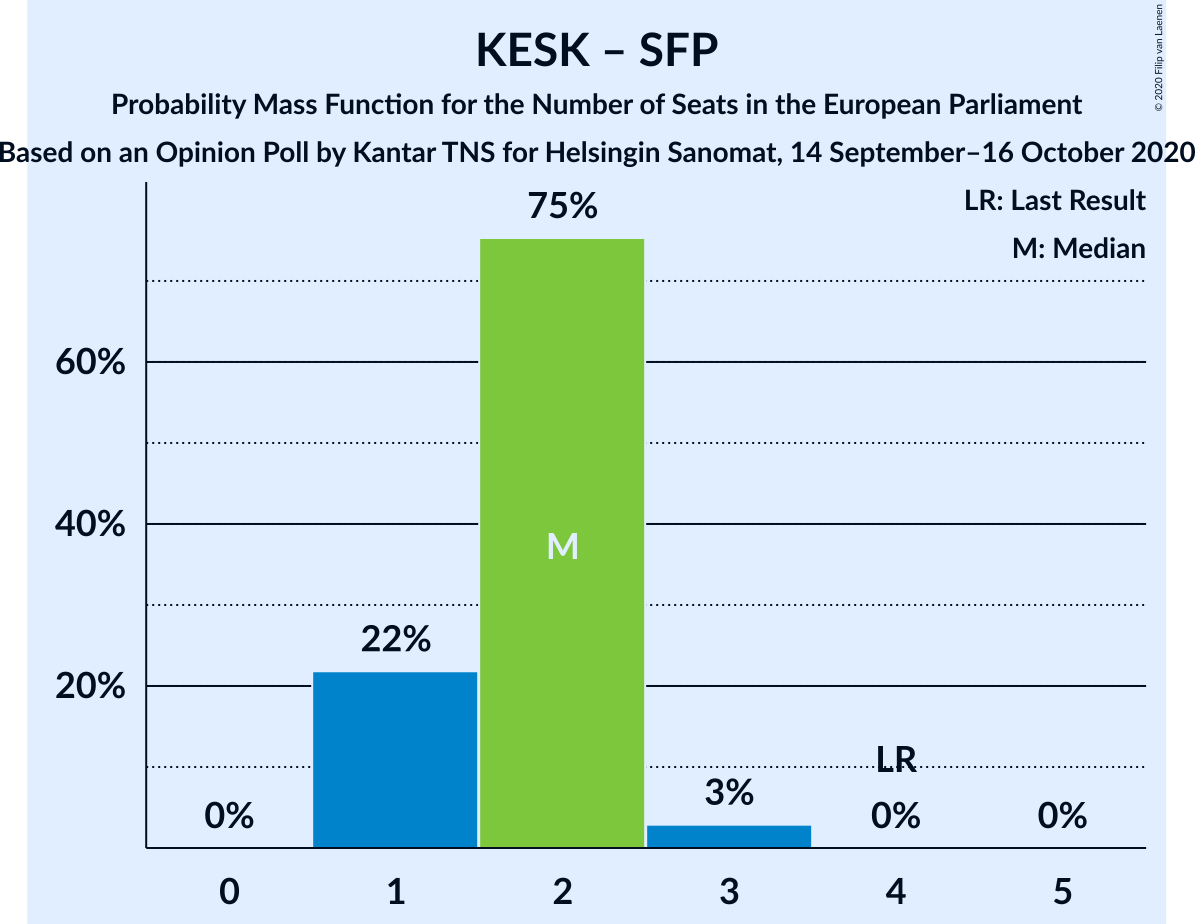 KESK – SFP
Probability Mass Function for the Number of Seats in the European Parliament
Based on an Opinion Poll by Kantar TNS for Helsingin Sanomat, 14 September–16 October 2020
© 2020 Filip van Laenen
LR: Last Result
M: Median
75%
60%
40%
M
22%
20%
LR
3%
0%
0%
0%
0 1 2 3 4 5